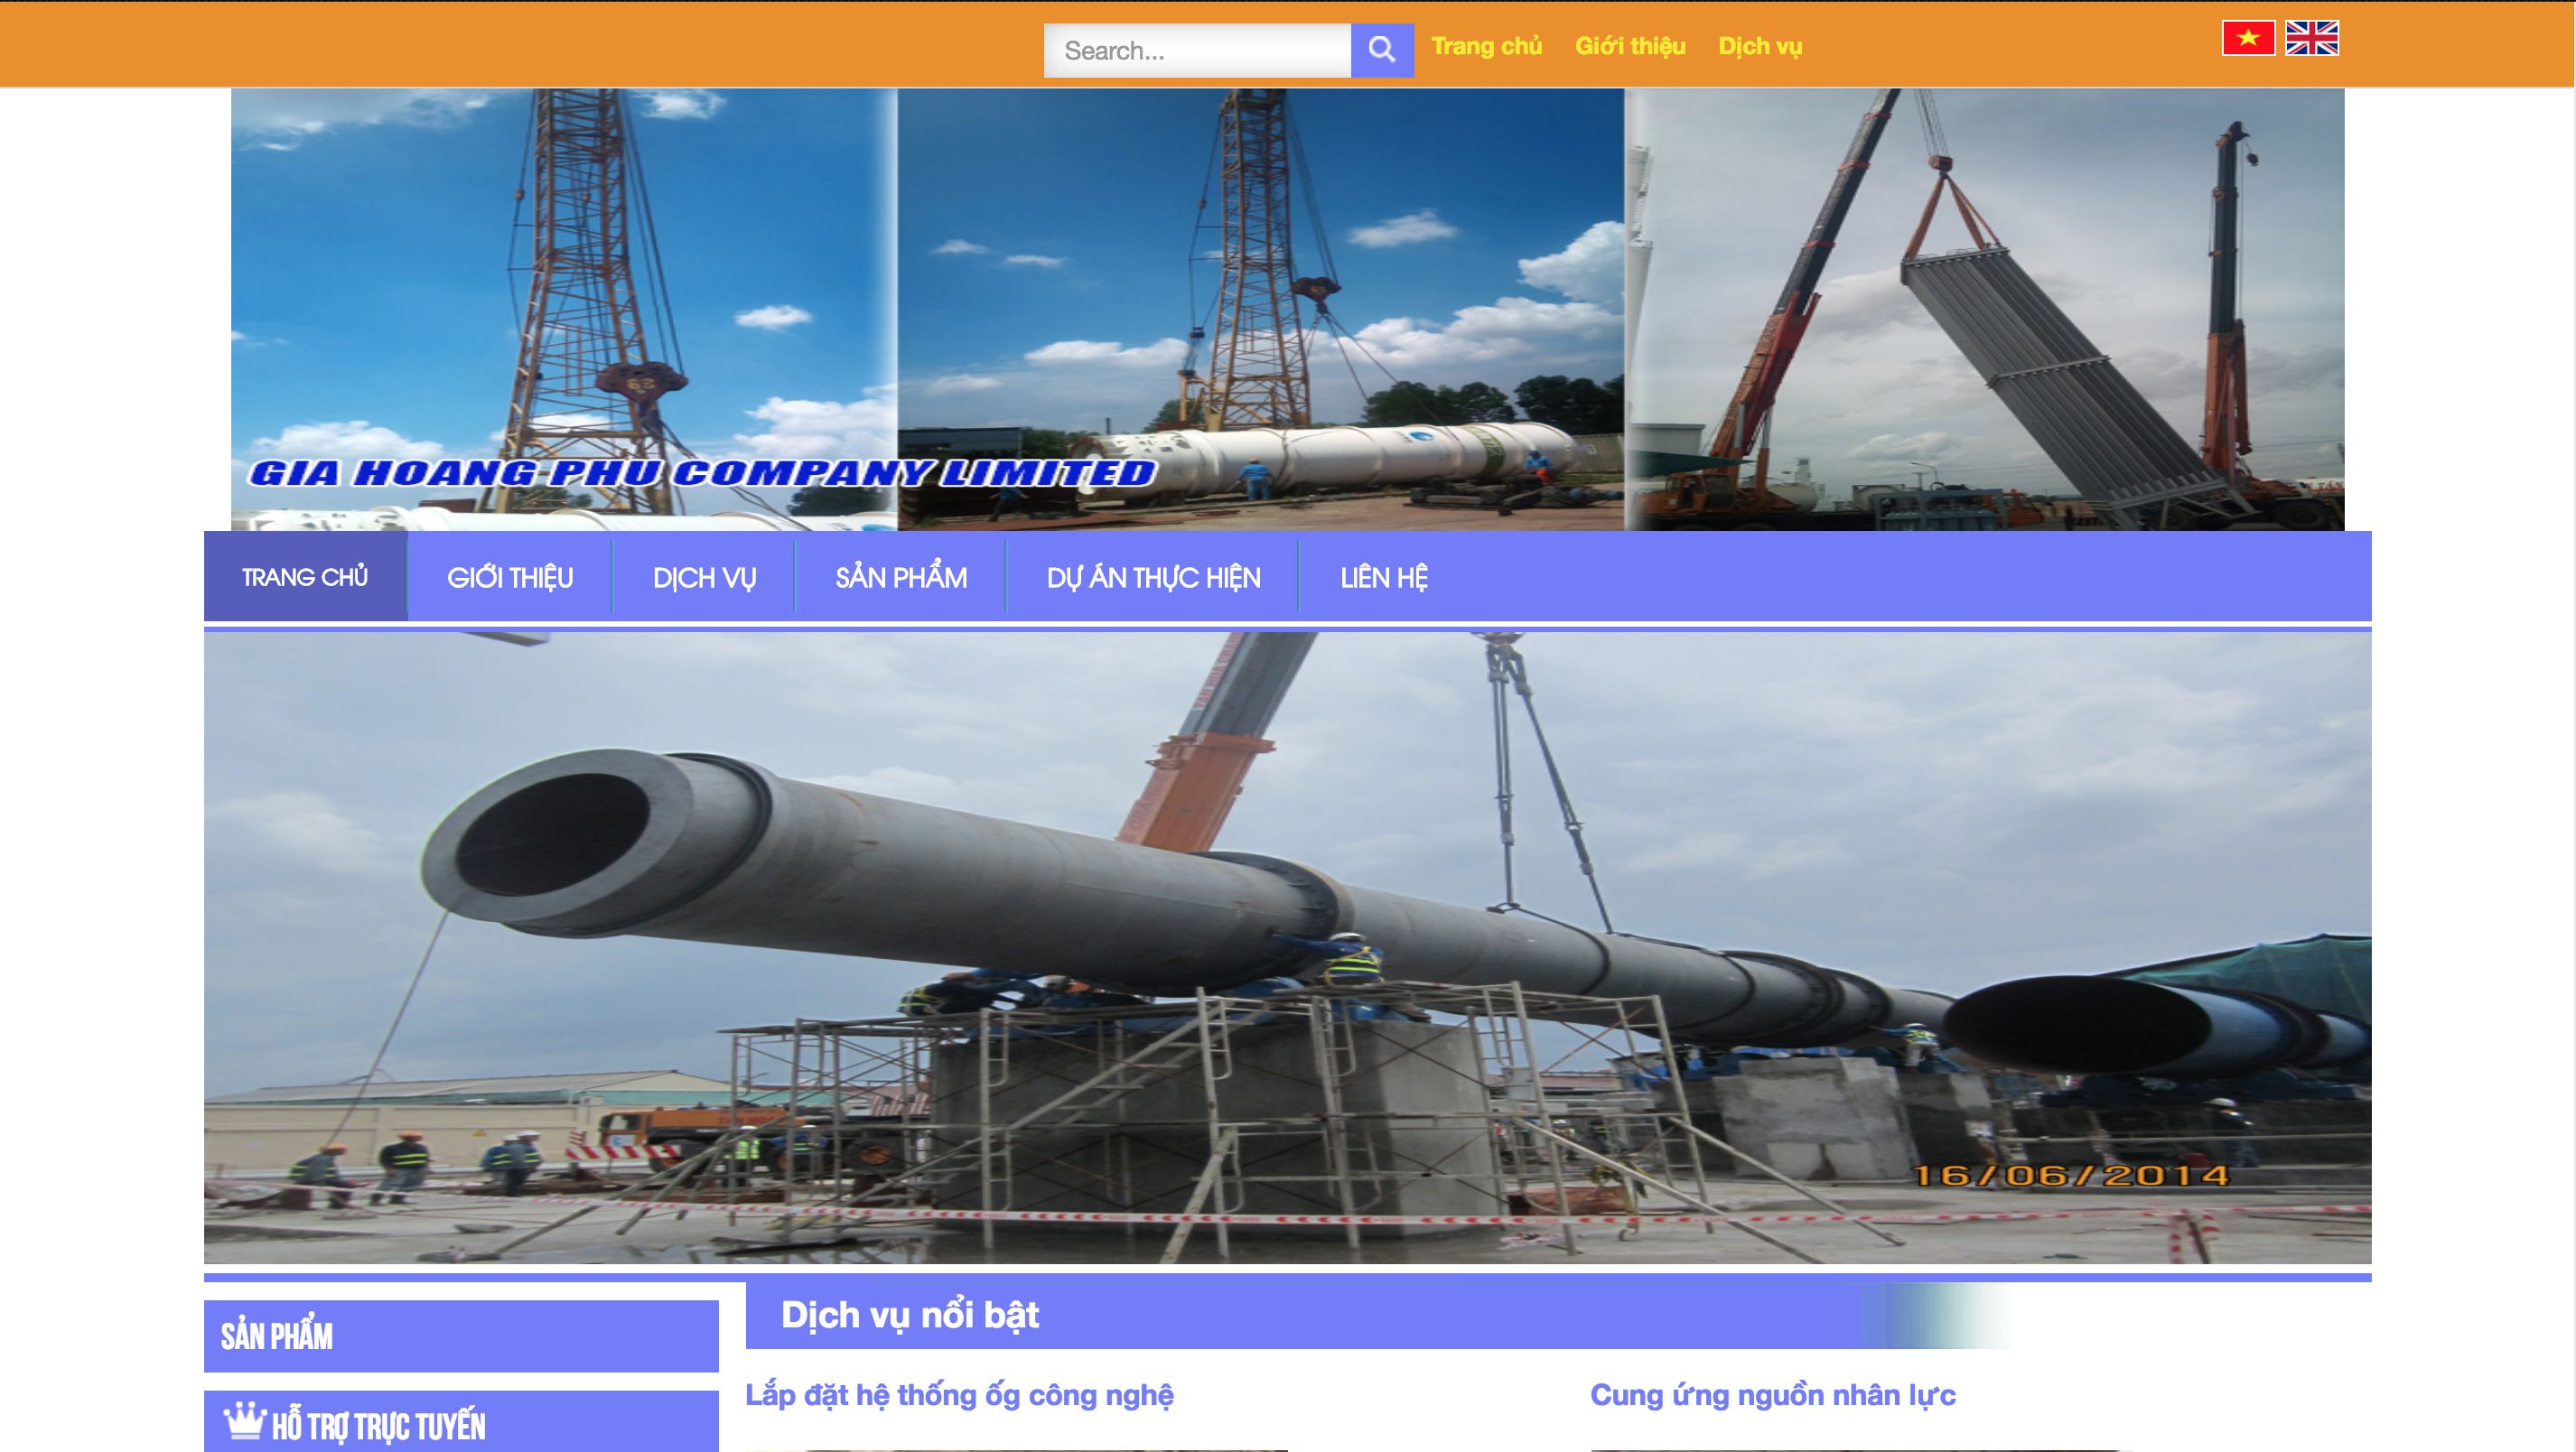 Search...
Trang chủ Giới thiệu Dịch vụ
63
GIA HOANG PHU COMPANY LIMITED
TRANG CHỦ GIỚI THIỆU DỊCH VỤ SẢN PHẨM DỰ ÁN THỰC HIỆN LIÊN HỆ
16/06/2014
SẢN PHẨM
Dịch vụ nổi bật
Lắp đặt hệ thống ốg công nghệ
Cung ứng nguồn nhân lực
HỖ TRỢ TRỰC TUYẾN